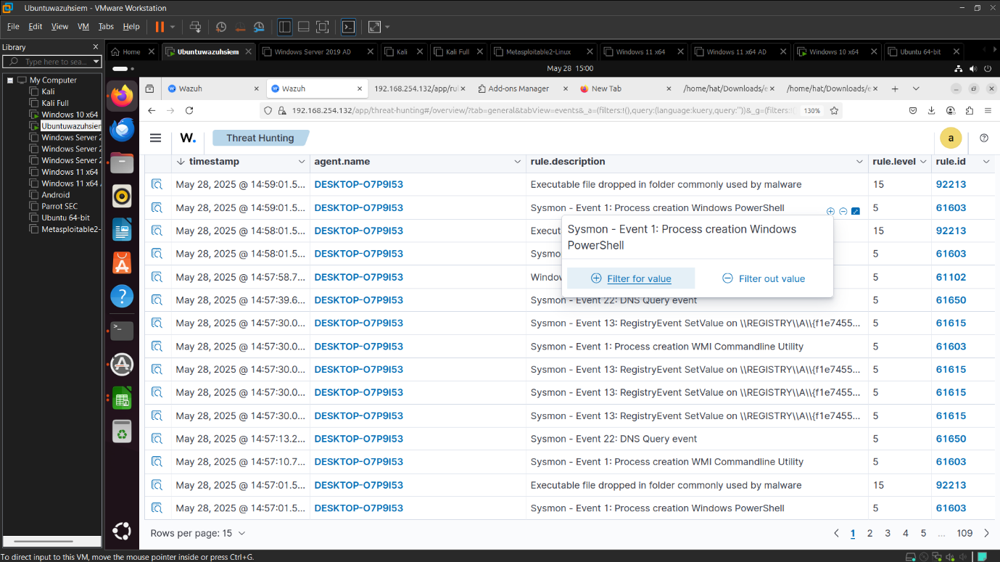 Ubuntuwazuhsiem - VMware Workstation
File Edit View VM Tabs Help
Library
Type here to sea...
My Computer
Kali
Kali Full
Windows 10 x64
Ubuntuwazuhsiem
Windows Server 2
Windows Server 2
Windows Server 2
Windows 11 x64
Windows 11 x64
Android
Parrot SEC
Ubuntu 64-bit
Metasploitable2-
Home Ubuntuwazuhsiem Windows Server 2019 AD Kali Kali Full Metasploitable2-Linux Windows 11 x64 Windows 11 x64 AD Windows 10 x64 Ubuntu 64-bit
May 28 15:00
Wazuh Wazuh 192.168.254.132/app/rul Add-ons Manager New Tab /home/hat/Downloads/e /home/hat/Downloads/e
192.168.254.132/app/threat-hunting#/overview/?tab=general&tabView=events&_a=(filters:!(),query:(language:kuery,query:''))&_g=(filters:! 130%
W. Threat Hunting a
timestamp agent.name rule.description rule.level rule.id
May 28, 2025 @ 14:59:01.5... DESKTOP-O7P9I53 Executable file dropped in folder commonly used by malware 15 92213
May 28, 2025 @ 14:59:01.5... DESKTOP-O7P9I53 Sysmon - Event 1: Process creation Windows PowerShell 5 61603
May 28, 2025 @ 14:58:01.5... DESKTOP-O7P9I53 Execut 15 92213
May 28, 2025 @ 14:58:01.5... DESKTOP-O7P9I53 Sysmo 5 61603
May 28, 2025 @ 14:57:58.7... DESKTOP-O7P9I53 Windo 5 61102
Sysmon - Event 1: Process creation Windows
PowerShell
Filter for value Filter out value
May 28, 2025 @ 14:57:39.6... DESKTOP-O7P9I53 Sysmon - Event 22: DNS Query event 5 61650
May 28, 2025 @ 14:57:30.0... DESKTOP-O7P9I53 Sysmon - Event 13: RegistryEvent SetValue on \\REGISTRY\\A\\{f1e7455... 5 61615
May 28, 2025 @ 14:57:30.0... DESKTOP-O7P9I53 Sysmon - Event 1: Process creation WMI Commandline Utility 5 61603
May 28, 2025 @ 14:57:30.0... DESKTOP-O7P9I53 Sysmon - Event 13: RegistryEvent SetValue on \\REGISTRY\\A\\{f1e7455... 5 61615
May 28, 2025 @ 14:57:30.0... DESKTOP-O7P9I53 Sysmon - Event 13: RegistryEvent SetValue on \\REGISTRY\\A\\{f1e7455... 5 61615
May 28, 2025 @ 14:57:30.0... DESKTOP-O7P9I53 Sysmon - Event 13: RegistryEvent SetValue on \\REGISTRY\\A\\{f1e7455... 5 61615
May 28, 2025 @ 14:57:13.2... DESKTOP-O7P9I53 Sysmon - Event 22: DNS Query event 5 61650
May 28, 2025 @ 14:57:10.7... DESKTOP-O7P9I53 Sysmon - Event 1: Process creation WMI Commandline Utility 5 61603
May 28, 2025 @ 14:57:01.5... DESKTOP-O7P9I53 Executable file dropped in folder commonly used by malware 15 92213
May 28, 2025 @ 14:57:01.5... DESKTOP-O7P9I53 Sysmon - Event 1: Process creation Windows PowerShell 5 61603
Rows per page: 15 1 2 3 4 5 ... 109
To direct input to this VM, move the mouse pointer inside or press Ctrl+G.